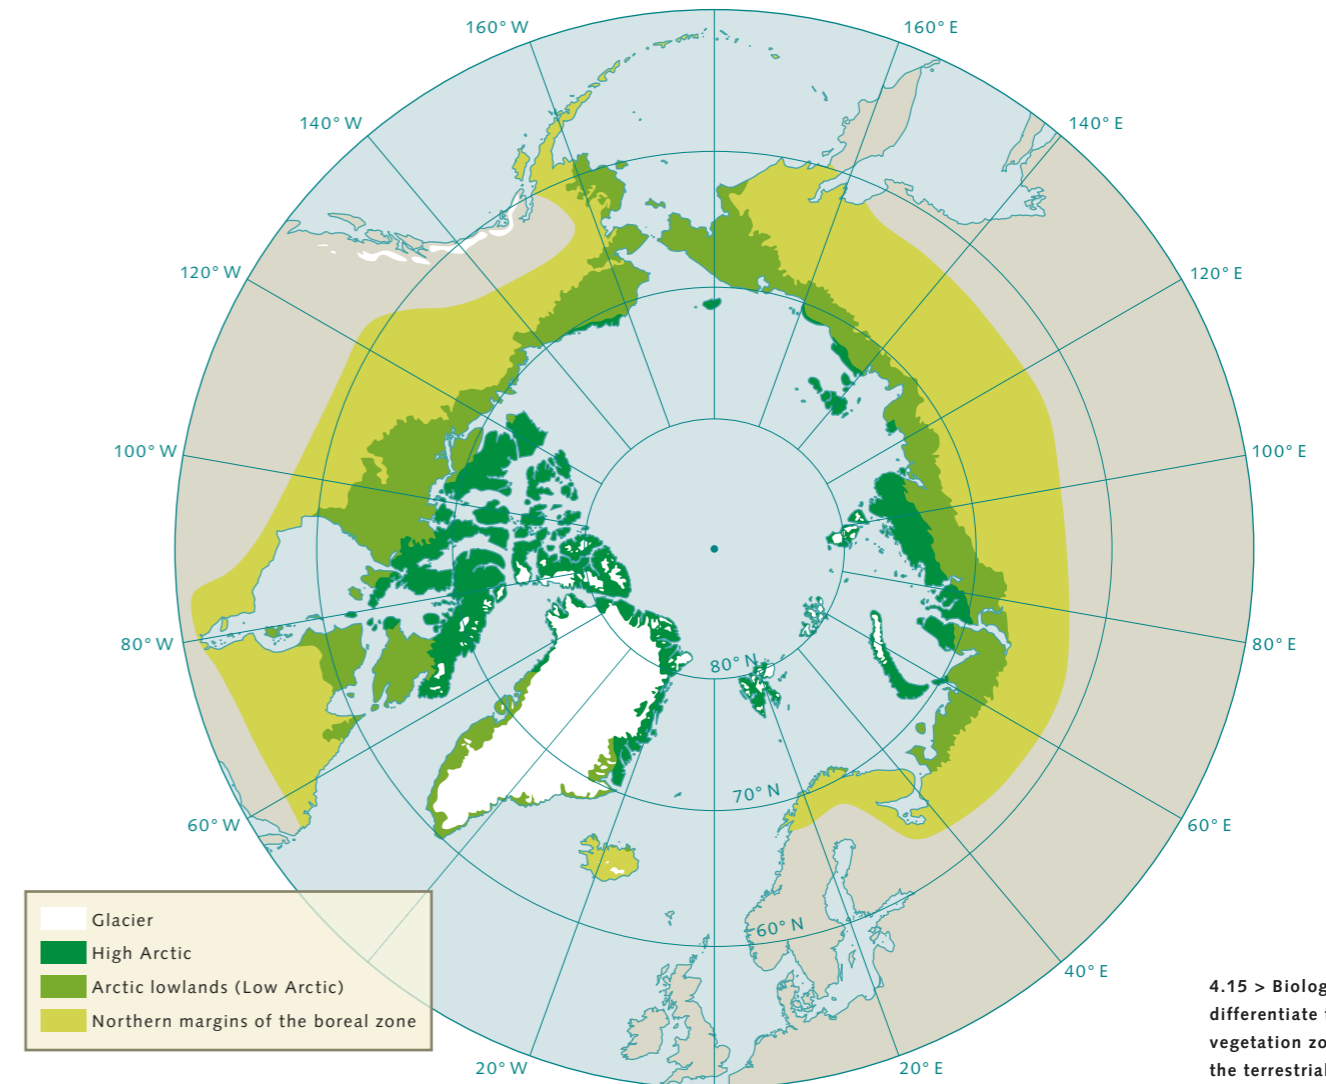 160° W
160° E
140° W
140° E
120° W
120° E
100° W
100° E
80° W
80° E
80° N
70° N
60° W
60° E
60° N
Glacier
High Arctic
Arctic lowlands (Low Arctic)
Northern margins of the boreal zone
40° E
20° W
20° E
4.15 > Biolog
differentiate
vegetation zo
the terrestrial